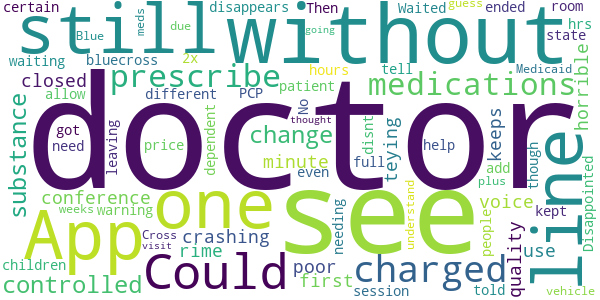 certain
disappears
Then
Waited
guess
ended
room
meds
due
going
hrs
state
Blue
still
without
waiting
bluecross
2x
tell
Medicaid
horrible
closed
prescribe
hours
medications
allow
different
PCP
patient
substance
doctor
got
need
leaving
price
dependent
change
No
thought
disnt
teying
help
keeps
add
though
minute
even
full
plus
line
conference
one
see
voice
Disappointed
App
weeks
warning
Cross
visit
crashing
needing
understand
people
kept
quality
use
children
rime
Could
poor
charged
controlled
first
session
told
vehicle